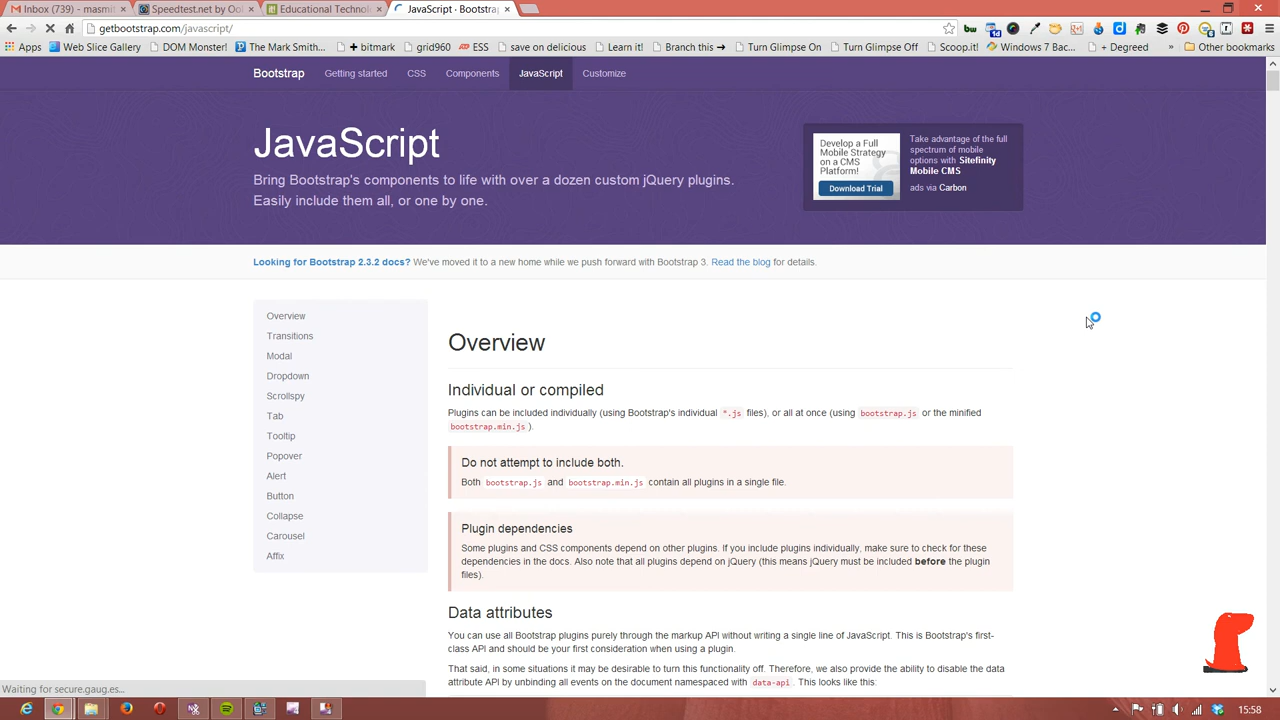 Inbox (739) - masmit
Speedtest.net by Ook
Educational Technol
JavaScript · Bootstrap
getbootstrap.com/javascript/
Apps
Web Slice Gallery
DOM Monster!
The Mark Smith...
+ bitmark
grid960
ESS
save on delicious
Learn it!
Branch this →
Turn Glimpse On
Turn Glimpse Off
Scoop.it!
Windows 7 Bac...
+ Degreed
»
Other bookmarks
Bootstrap
Getting started
CSS
Components
JavaScript
Customize
JavaScript
Bring Bootstrap's components to life with over a dozen custom jQuery plugins.
Easily include them all, or one by one.
Develop a Full
Mobile Strategy
on a CMS
Platform!
Download Trial
Take advantage of the full
spectrum of mobile
options with Sitefinity
Mobile CMS
ads via Carbon
Looking for Bootstrap 2.3.2 docs? We've moved it to a new home while we push forward with Bootstrap 3. Read the blog for details.
Overview
Transitions
Modal
Dropdown
Scrollspy
Tab
Tooltip
Popover
Alert
Button
Collapse
Carousel
Affix
Overview
Individual or compiled
Plugins can be included individually (using Bootstrap's individual *.js files), or all at once (using bootstrap.js or the minified
bootstrap.min.js ).
Do not attempt to include both.
Both bootstrap.js and bootstrap.min.js contain all plugins in a single file.
Plugin dependencies
Some plugins and CSS components depend on other plugins. If you include plugins individually, make sure to check for these
dependencies in the docs. Also note that all plugins depend on jQuery (this means jQuery must be included before the plugin
files).
Data attributes
You can use all Bootstrap plugins purely through the markup API without writing a single line of JavaScript. This is Bootstrap's first-
class API and should be your first consideration when using a plugin.
That said, in some situations it may be desirable to turn this functionality off. Therefore, we also provide the ability to disable the data
attribute API by unbinding all events on the document namespaced with data-api . This looks like this:
Waiting for secure.gaug.es...
15:58